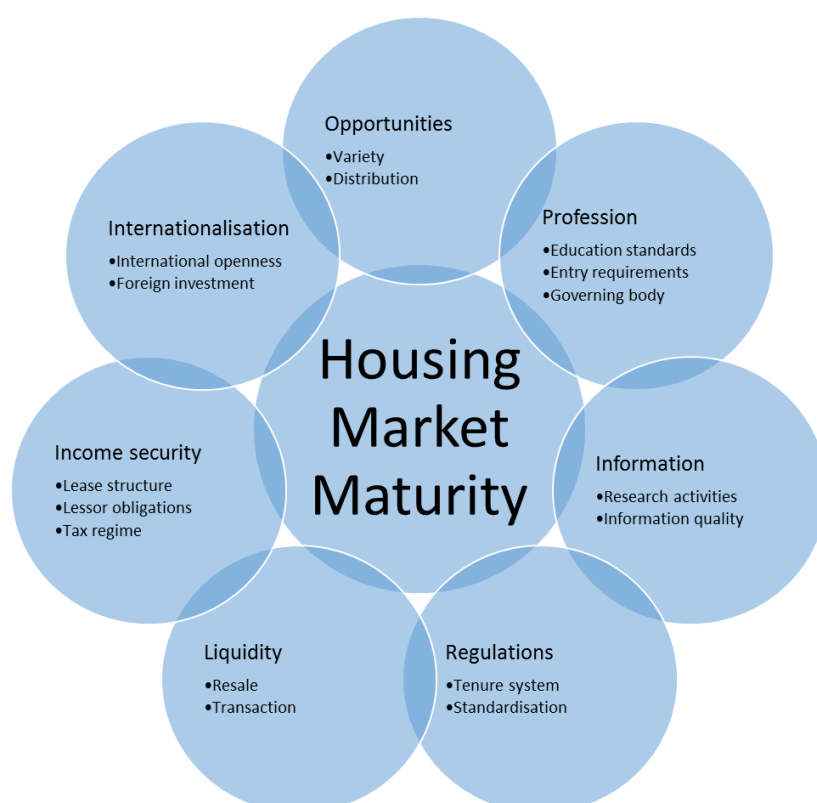 Opportunities
•Variety
•Distribution
Profession
•Education standards
•Entry requirements
•Governing body
Information
•Research activities
•Information quality
Regulations
•Tenure system
•Standardisation
Liquidity
•Resale
•Transaction
Income security
•Lease structure
•Lessor obligations
•Tax regime
Internationalisation
•International openness
•Foreign investment
Housing
Market
Maturity